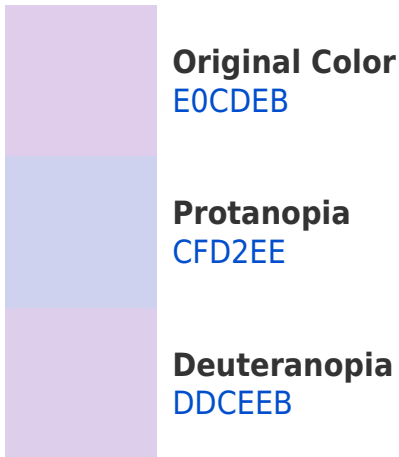 Original Color
E0CDEB
Protanopia
CFD2EE
Deuteranopia
DDCEEB